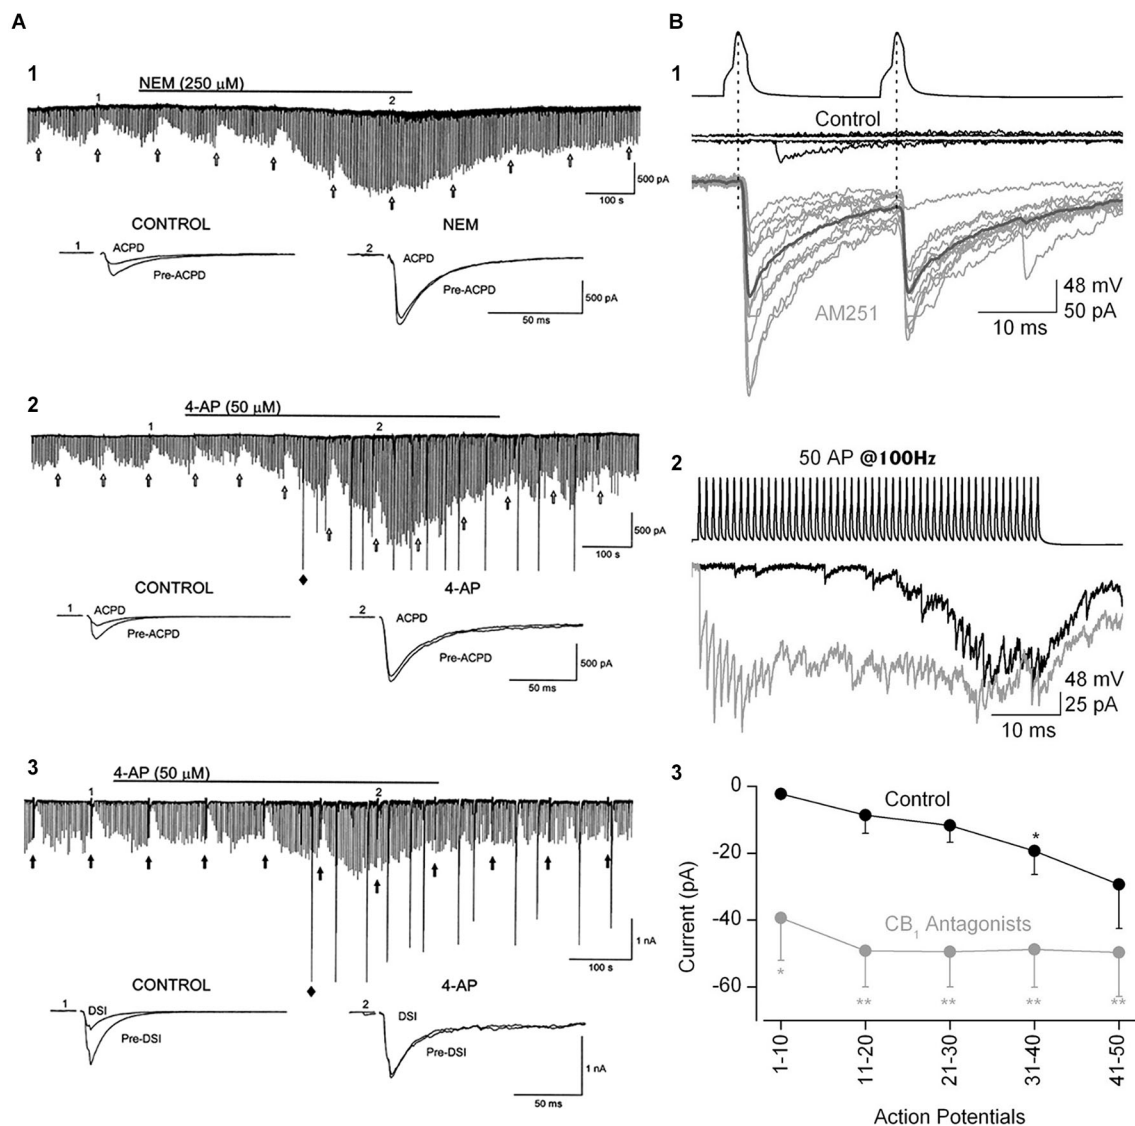 A
1
NEM (250 µM)
1
2
500 pA
100 s
CONTROL
NEM
1
ACPD
Pre-ACPD
2
ACPD
Pre-ACPD
500 pA
50 ms
2
4-AP (50 µM)
1
2
500 pA
100 s
CONTROL
4-AP
1
ACPD
Pre-ACPD
2
ACPD
Pre-ACPD
500 pA
50 ms
3
4-AP (50 µM)
1
2
1 nA
100 s
CONTROL
4-AP
1
DSI
Pre-DSI
2
DSI
Pre-DSI
1 nA
50 ms
B
1
Control
AM251
48 mV
50 pA
10 ms
2
50 AP @100Hz
48 mV
25 pA
10 ms
3
0
-20
-40
-60
Current (pA)
Control
*
CB1 Antagonists
*
**
**
**
**
1-10
11-20
21-30
31-40
41-50
Action Potentials